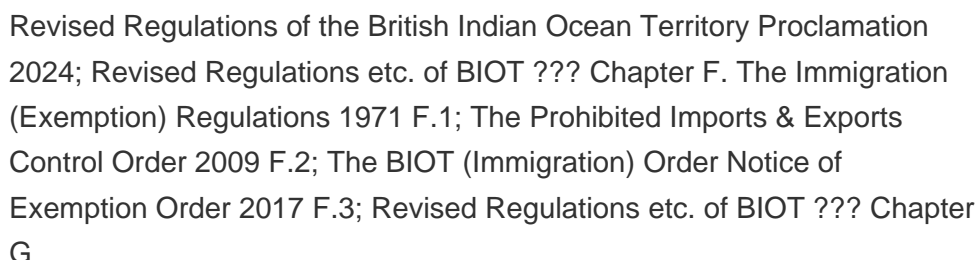 Revised Regulations of the British Indian Ocean Territory Proclamation
2024; Revised Regulations etc. of BIOT ??? Chapter F. The Immigration
(Exemption) Regulations 1971 F.1; The Prohibited Imports & Exports
Control Order 2009 F.2; The BIOT (Immigration) Order Notice of
Exemption Order 2017 F.3; Revised Regulations etc. of BIOT ??? Chapter
G